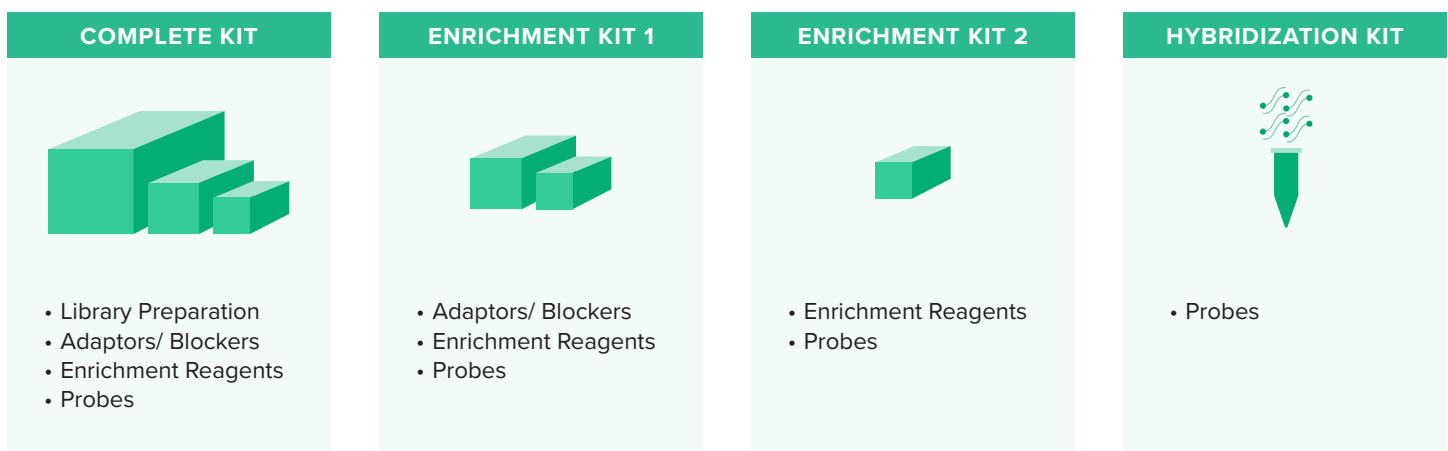 COMPLETE KIT
• Library Preparation
• Adaptors/ Blockers
• Enrichment Reagents
• Probes
ENRICHMENT KIT 1
• Adaptors/ Blockers
• Enrichment Reagents
• Probes
ENRICHMENT KIT 2
• Enrichment Reagents
• Probes
HYBRIDIZATION KIT
• Probes